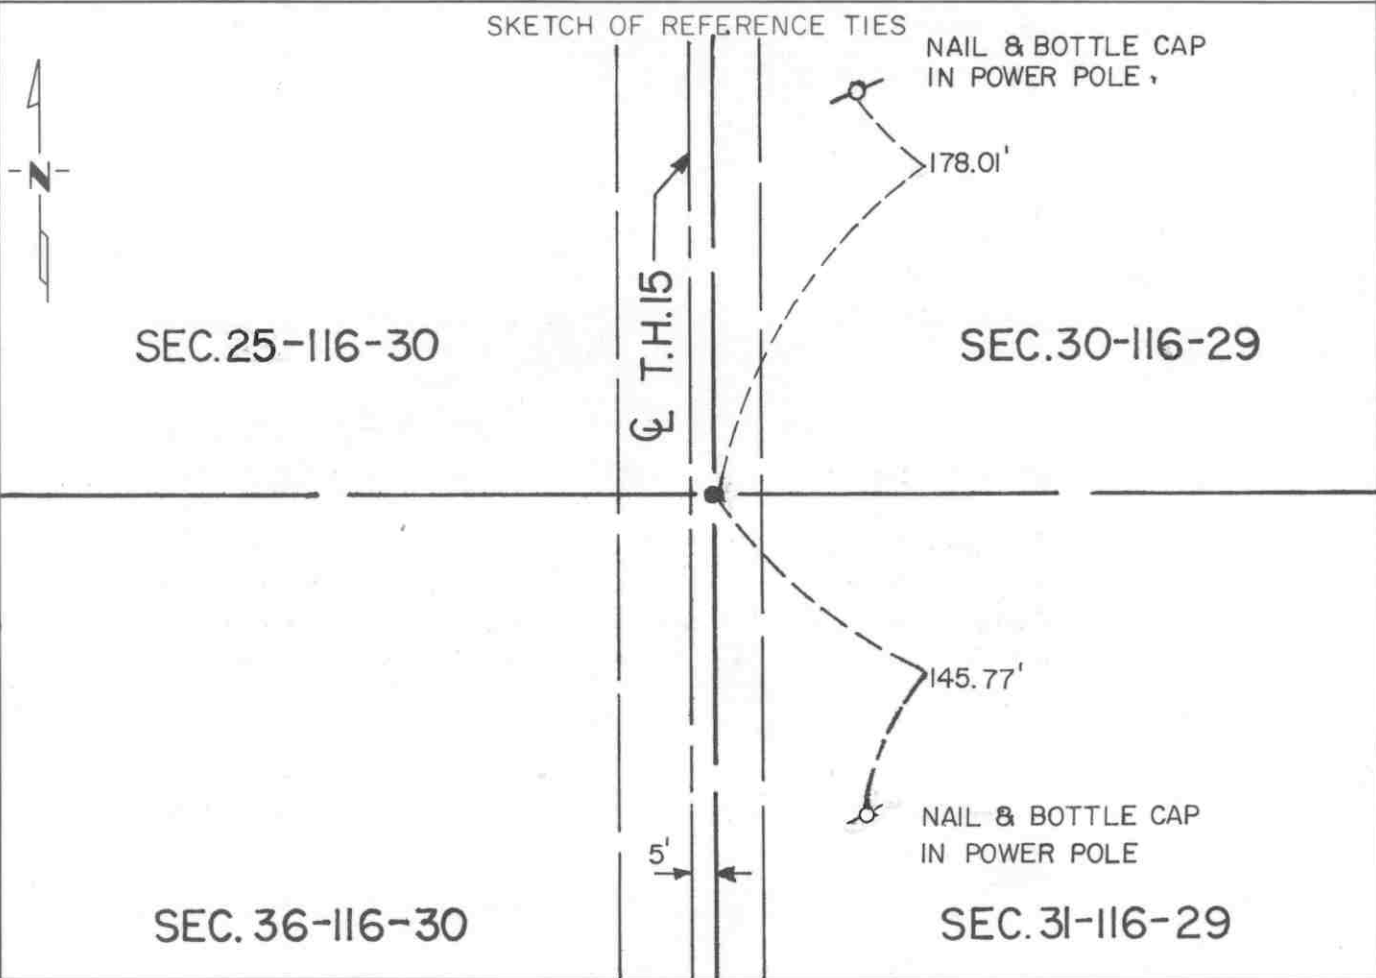 SKETCH OF REFERENCE TIES
NAIL & BOTTLE CAP
IN POWER POLE
N
178.01'
℄ T.H.15
SEC.25-116-30
SEC.30-116-29
145.77'
NAIL & BOTTLE CAP
IN POWER POLE
5'
SEC.36-116-30
SEC.31-116-29